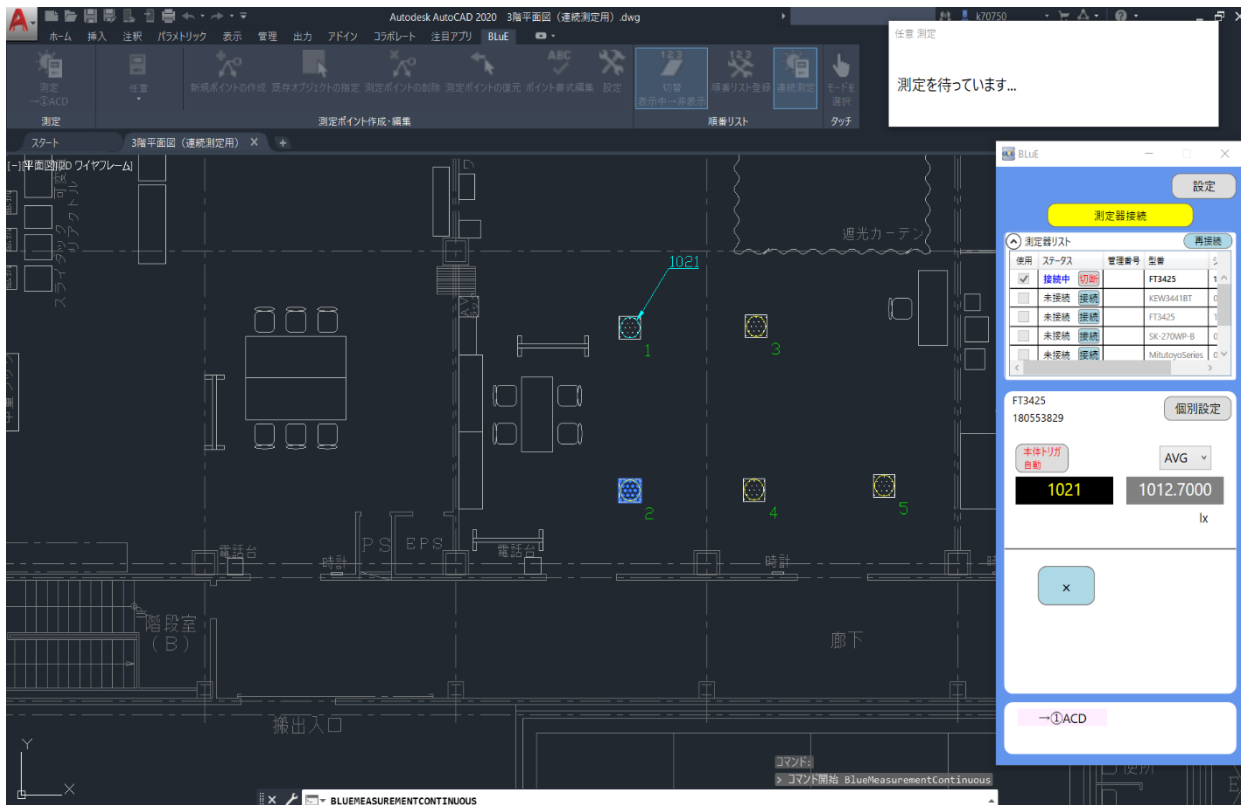 Autodesk AutoCAD 2020 3階平面図（連続測定用）.dwg
k70750
ホーム 挿入 注釈 パラメトリック 表示 管理 出力 アドイン コラボレート 注目アプリ BLuE
測定
→①ACD
任意
新規ポイントの作成 既存オブジェクトの指定 測定ポイントの削除 測定ポイントの復元 ポイント書式編集 設定
切替
表示中→非表示
順番リスト登録 連続測定
モードを
選択
測定 測定ポイント作成・編集 順番リスト タッチ
任意 測定
測定を待っています...
スタート 3階平面図（連続測定用）
[-][平面図][2D ワイヤフレーム]
スライダック
リアクトル
遮光カーテン
1021
AV
1
3
2
4
5
PS EPS
電話台
時計
電話台
時計
階段室
（B）
廊下
搬出入口
Y
X
コマンド:
> コマンド開始 BlueMeasurementContinuous
BLUEMEASUREMENTCONTINUOUS
BLuE
設定
測定器接続
測定器リスト 再接続
使用 ステータス 管理番号 型番
接続中 切断 FT3425
未接続 接続 KEW3441BT
未接続 接続 FT3425
未接続 接続 SK-270WP-B
未接続 接続 MitutoyoSeries
FT3425
180553829
個別設定
本体トリガ
自動
AVG
1021 1012.7000
lx
×
→①ACD